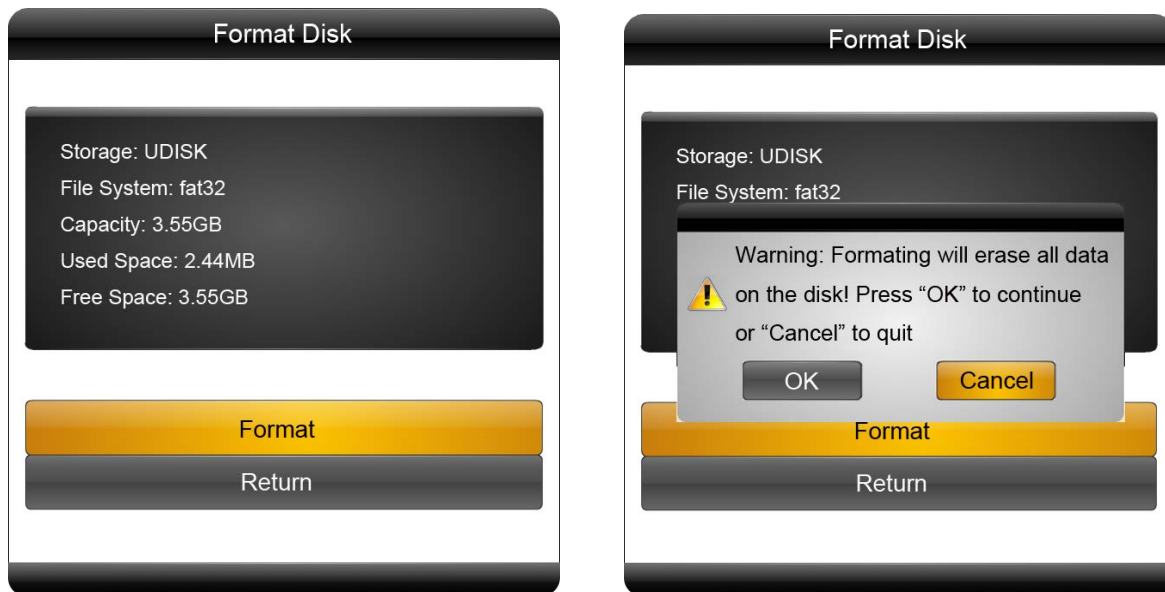 Format Disk
Storage: UDISK
File System: fat32
Capacity: 3.55GB
Used Space: 2.44MB
Free Space: 3.55GB
Format
Return
Format Disk
Storage: UDISK
File System: fat32
Warning: Formating will erase all data
on the disk! Press “OK” to continue
or “Cancel” to quit
OK Cancel
Format
Return